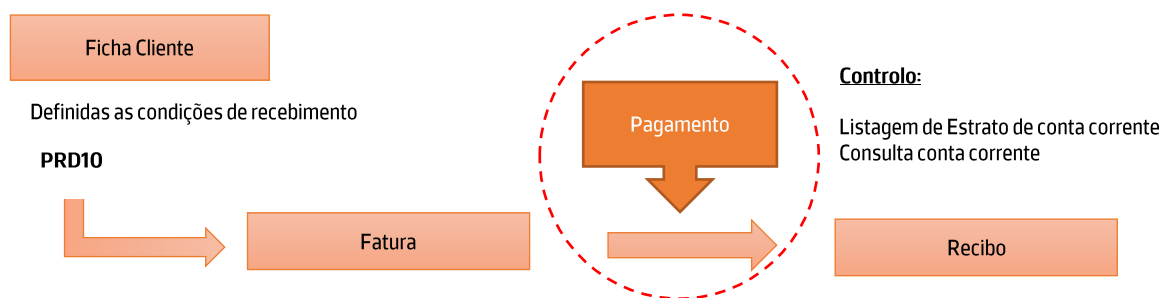 Ficha Cliente
Definidas as condições de recebimento
PRD10
Fatura
Pagamento
Controlo:
Listagem de Estrato de conta corrente
Consulta conta corrente
Recibo